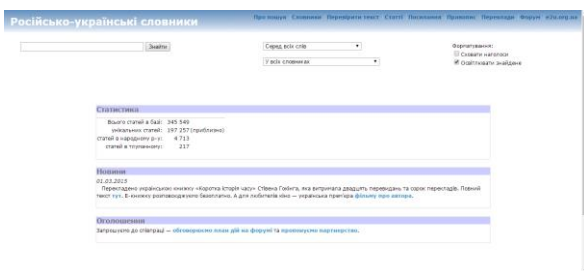 Російсько-українські словники
Про пошук Словники Перевірити текст Статті Посилання Правопис Переклади Форум e2u.org.ua
Знайти
Серед всіх слів
У всіх словниках
Форматування:
Сховати наголоси
Освітлювати знайдене
Статистика
Всього статей в базі: 345 549
унікальних статей: 197 257 (приблизно)
статей в народному р-у: 4 713
статей в тлумачному: 217
Новини
01.03.2015
Перекладено українською книжку «Коротка історія часу» Стівена Гокінга, яка витримала двадцять перевидань та сорок перекладів. Повний
текст тут. Е-книжку розповсюджуємо безоплатно. А для любителів кіно — українська прем'єра фільму про автора.
Оголошення
Запрошуємо до співпраці — обговорюємо план дій на форумі та пропонуємо партнерство.